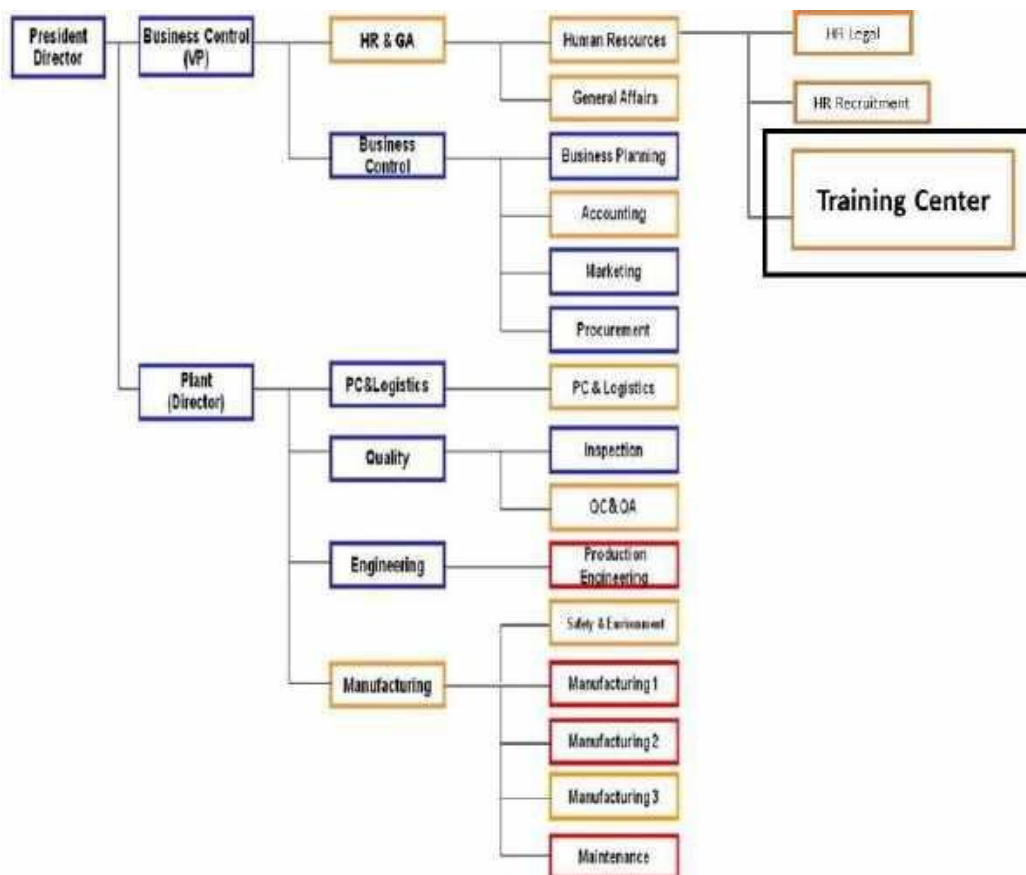 President
Director
Business Control
(VP)
HR & GA
Human Resources
HR Legal
General Affairs
HR Recruitment
Business
Control
Business Planning
Training Center
Accounting
Marketing
Procurement
Plant
(Director)
PC&Logistics
PC & Logistics
Quality
Inspection
QC&QA
Engineering
Production
Engineering
Safety & Environment
Manufacturing
Manufacturing 1
Manufacturing 2
Manufacturing 3
Maintenance